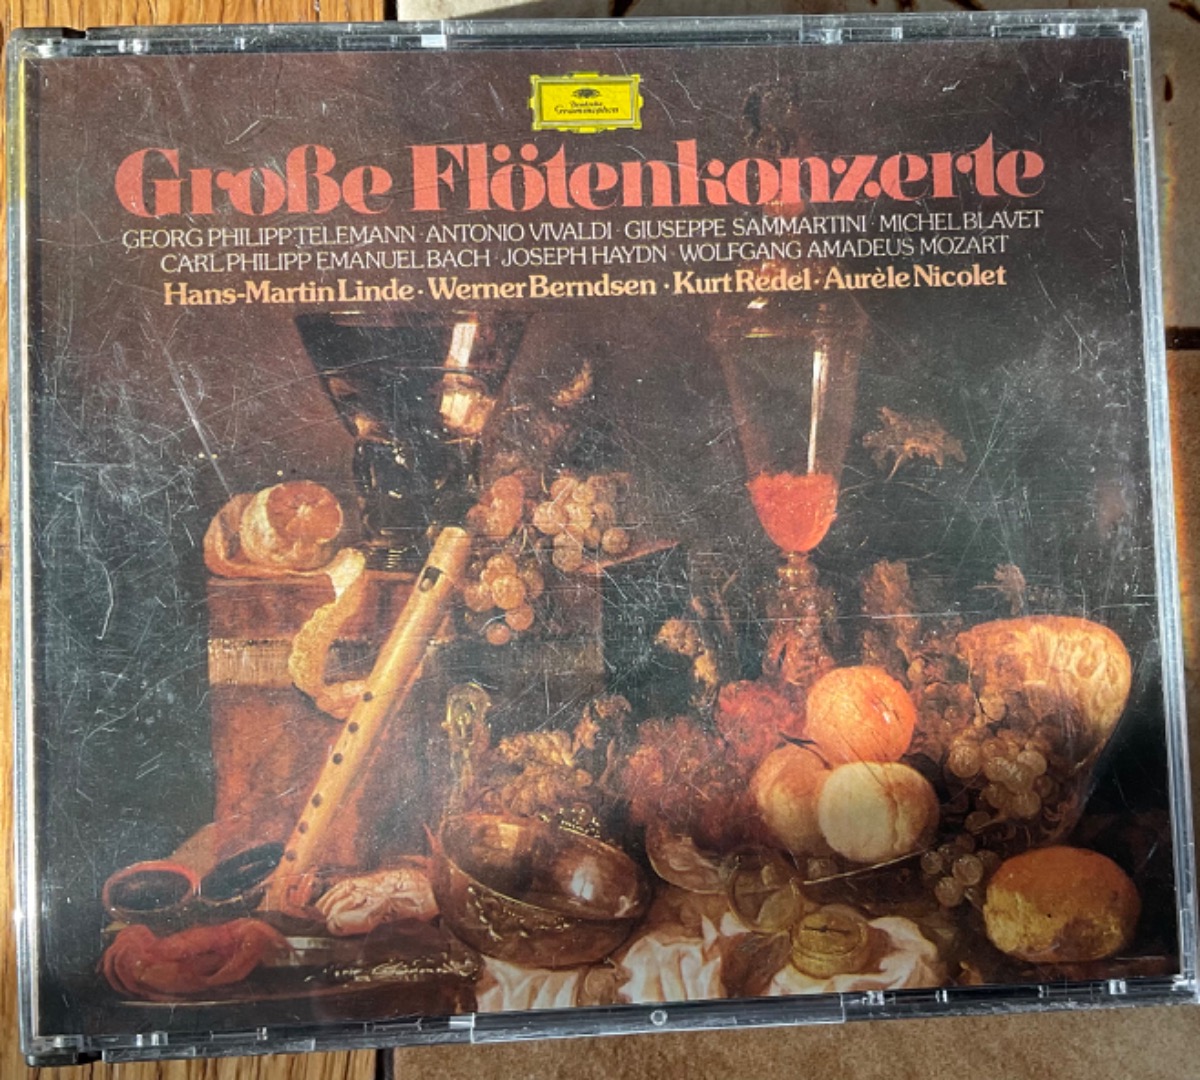 Deutsche
Grammophon
Große Flötenkonzerte
GEORG PHILIPP TELEMANN · ANTONIO VIVALDI · GIUSEPPE SAMMARTINI · MICHEL BLAVET
CARL PHILIPP EMANUEL BACH · JOSEPH HAYDN · WOLFGANG AMADEUS MOZART
Hans-Martin Linde · Werner Berndsen · Kurt Redel · Aurèle Nicolet